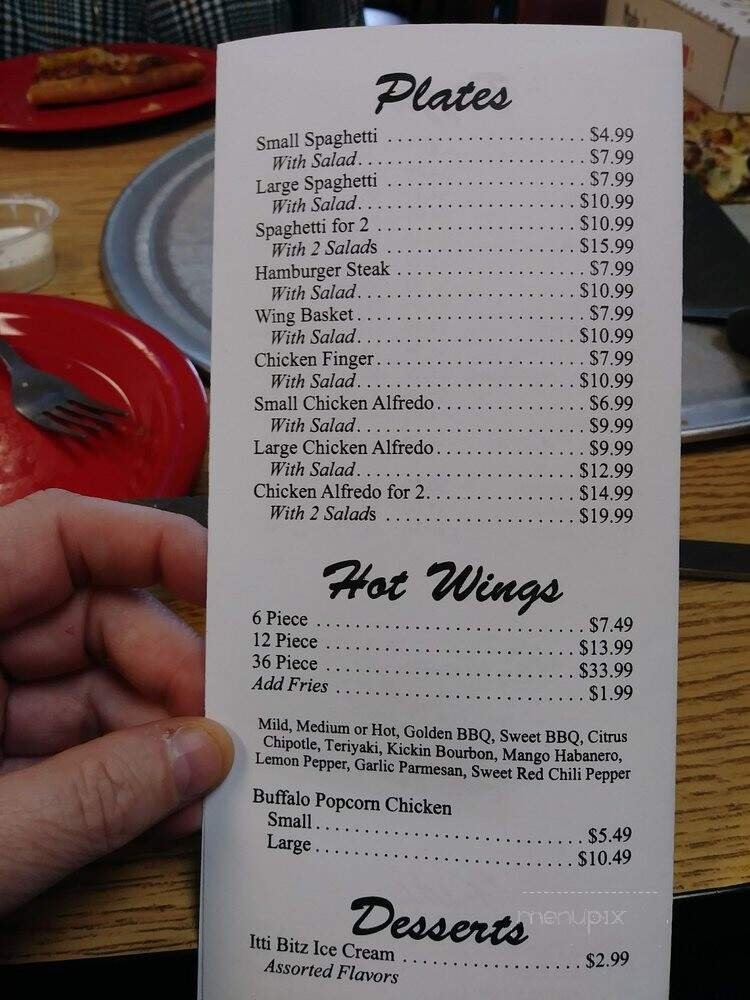 Plates
Small Spaghetti ........................ $4.99
With Salad........................ $7.99
Large Spaghetti ........................ $7.99
With Salad........................ $10.99
Spaghetti for 2 ........................ $10.99
With 2 Salads ........................ $15.99
Hamburger Steak ........................ $7.99
With Salad........................ $10.99
Wing Basket........................ $7.99
With Salad........................ $10.99
Chicken Finger........................ $7.99
With Salad........................ $10.99
Small Chicken Alfredo........................ $6.99
With Salad........................ $9.99
Large Chicken Alfredo........................ $9.99
With Salad........................ $12.99
Chicken Alfredo for 2........................ $14.99
With 2 Salads ........................ $19.99
Hot Wings
6 Piece ........................ $7.49
12 Piece ........................ $13.99
36 Piece ........................ $33.99
Add Fries ........................ $1.99
Mild, Medium or Hot, Golden BBQ, Sweet BBQ, Citrus
Chipotle, Teriyaki, Kickin Bourbon, Mango Habanero,
Lemon Pepper, Garlic Parmesan, Sweet Red Chili Pepper
Buffalo Popcorn Chicken
Small........................ $5.49
Large ........................ $10.49
menupix
Desserts
Itti Bitz Ice Cream ........................ $2.99
Assorted Flavors